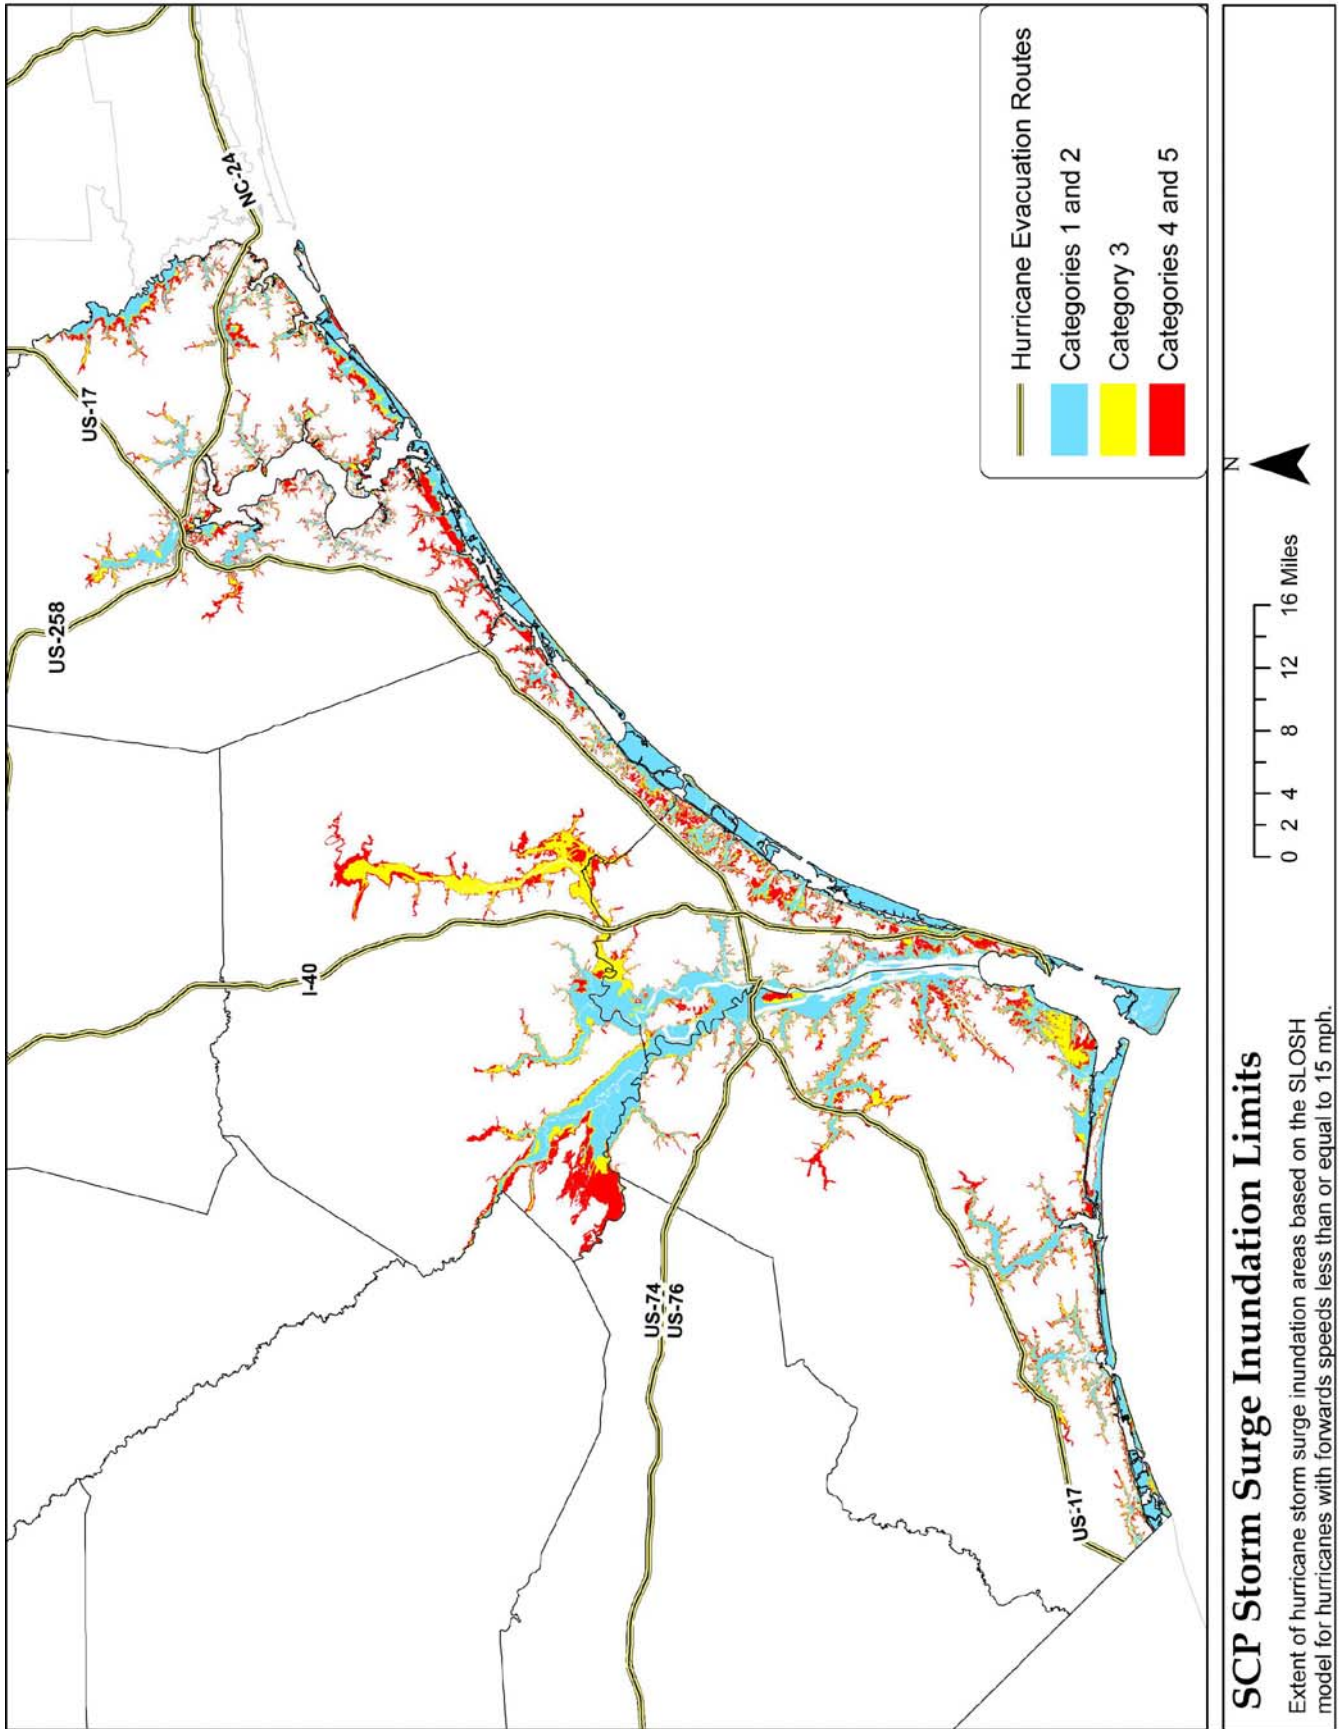 NC-24
US-17
US-258
I-40
US-74
US-76
US-17
Hurricane Evacuation Routes
Categories 1 and 2
Category 3
Categories 4 and 5
SCP Storm Surge Inundation Limits
Extent of hurricane storm surge inundation areas based on the SLOSH
model for hurricanes with forwards speeds less than or equal to 15 mph.
0 2 4 8 12 16 Miles
N